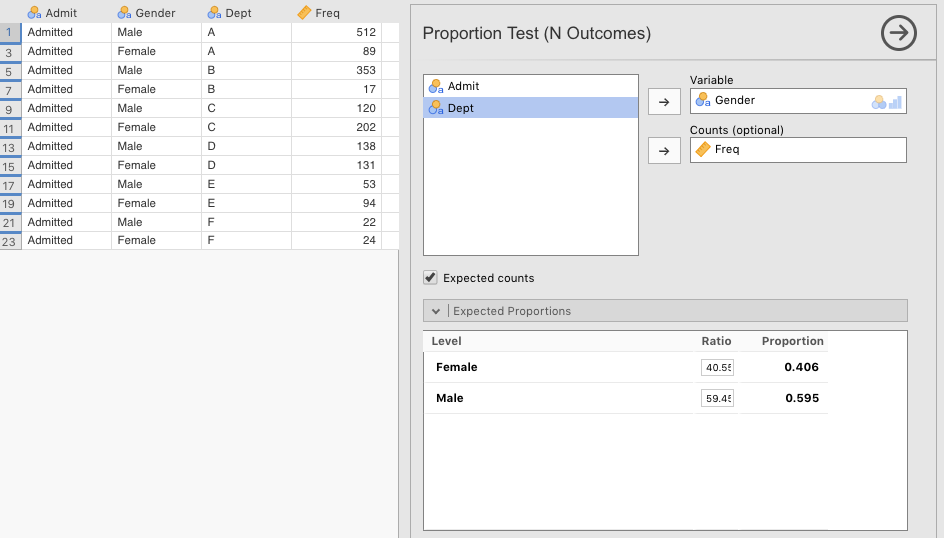 Admit Gender Dept Freq
1 Admitted Male A 512
3 Admitted Female A 89
5 Admitted Male B 353
7 Admitted Female B 17
9 Admitted Male C 120
11 Admitted Female C 202
13 Admitted Male D 138
15 Admitted Female D 131
17 Admitted Male E 53
19 Admitted Female E 94
21 Admitted Male F 22
23 Admitted Female F 24
Proportion Test (N Outcomes)
Admit
Dept
Variable
Gender
Counts (optional)
Freq
Expected counts
Expected Proportions
Level Ratio Proportion
Female 40.55 0.406
Male 59.45 0.595